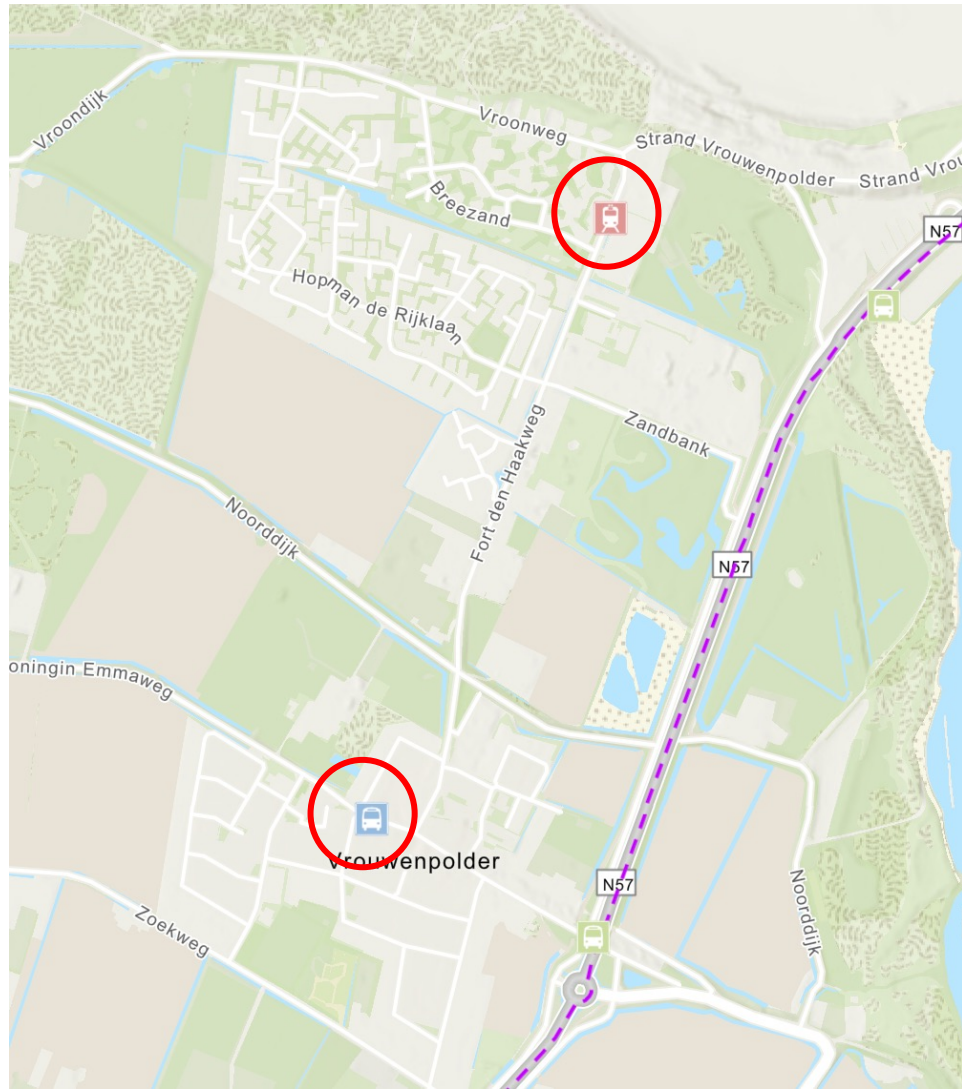 Vroondijk
Vroonweg
Strand Vrouwenpolder
Strand Vrou
Breezand
N57
Hopman de Rijklaan
Zandbank
Fort den Haakweg
Noorddijk
N57
oningin Emmaweg
Vrouwenpolder
N57
Noorddijk
Zoekweg